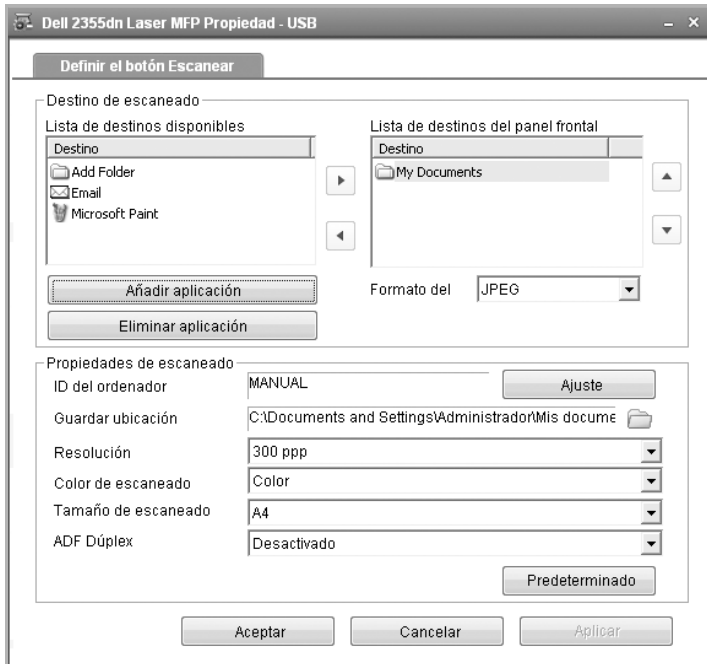 Dell 2355dn Laser MFP Propiedad - USB
Definir el botón Escanear
Destino de escaneado
Lista de destinos disponibles
Destino
Add Folder
Email
Microsoft Paint
Lista de destinos del panel frontal
Destino
My Documents
Añadir aplicación
Eliminar aplicación
Formato del JPEG
Propiedades de escaneado
ID del ordenador MANUAL Ajuste
Guardar ubicación C:\Documents and Settings\Administrador\Mis docume
Resolución 300 ppp
Color de escaneado Color
Tamaño de escaneado A4
ADF Dúplex Desactivado
Predeterminado
Aceptar Cancelar Aplicar